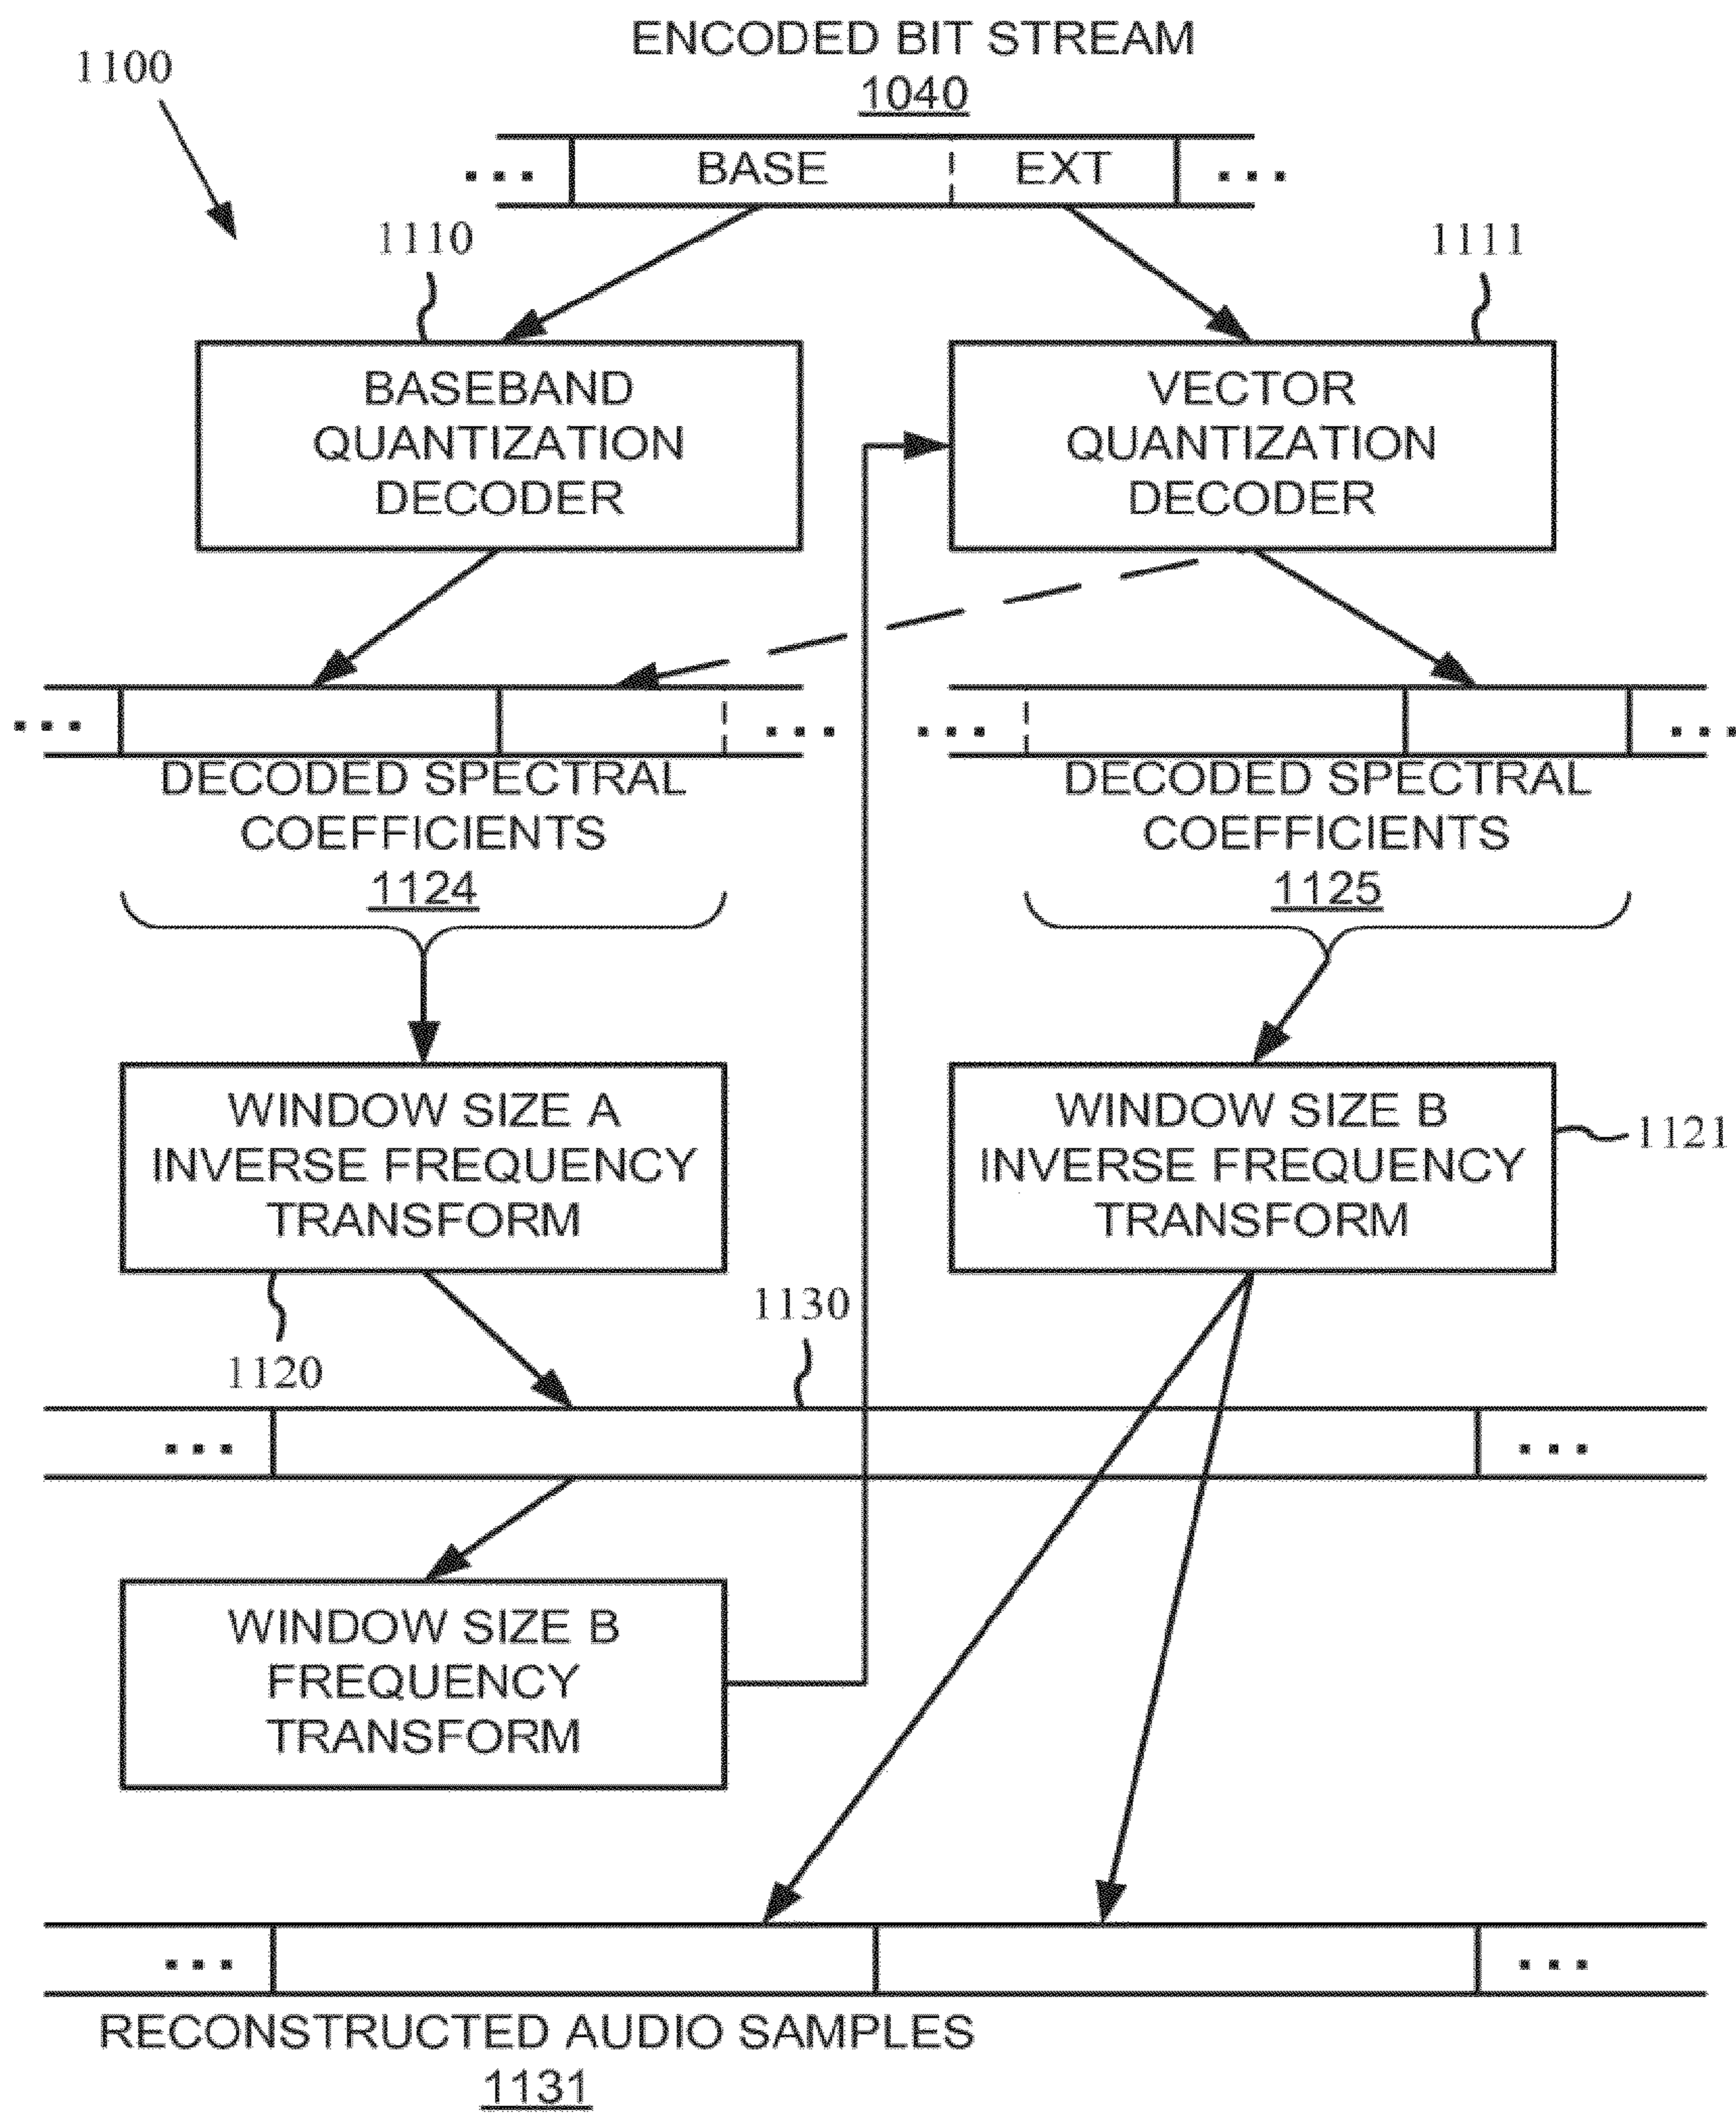 ENCODED BIT STREAM
1040
1100
... BASE EXT ...
1110
1111
BASEBAND
QUANTIZATION
DECODER
VECTOR
QUANTIZATION
DECODER
... ...
... ...
DECODED SPECTRAL
COEFFICIENTS
1124
DECODED SPECTRAL
COEFFICIENTS
1125
WINDOW SIZE A
INVERSE FREQUENCY
TRANSFORM
WINDOW SIZE B
INVERSE FREQUENCY
TRANSFORM
1121
1120
1130
... ...
WINDOW SIZE B
FREQUENCY
TRANSFORM
... ...
RECONSTRUCTED AUDIO SAMPLES
1131